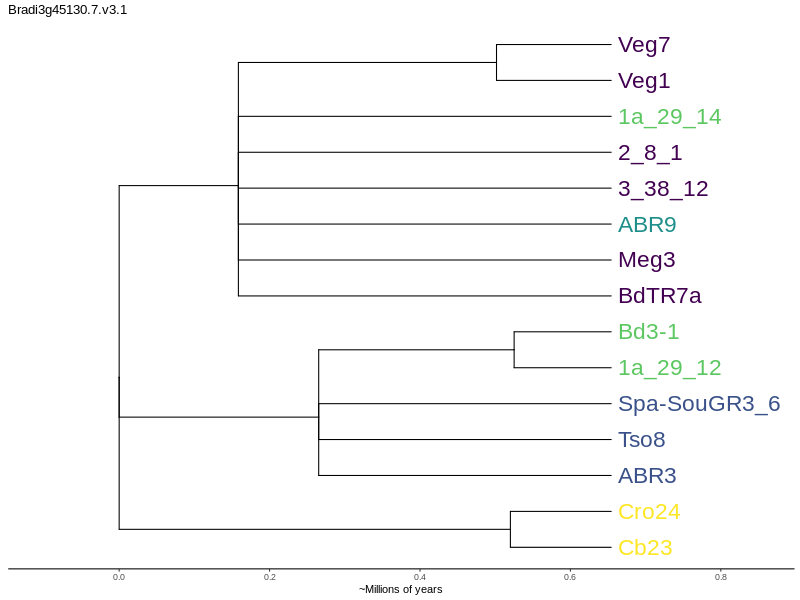 Bradi3g45130.7.v3.1
Veg7
Veg1
1a_29_14
2_8_1
3_38_12
ABR9
Meg3
BdTR7a
Bd3-1
1a_29_12
Spa-SouGR3_6
Tso8
ABR3
Cro24
Cb23
0.0 0.2 0.4 0.6 0.8
~Millions of years